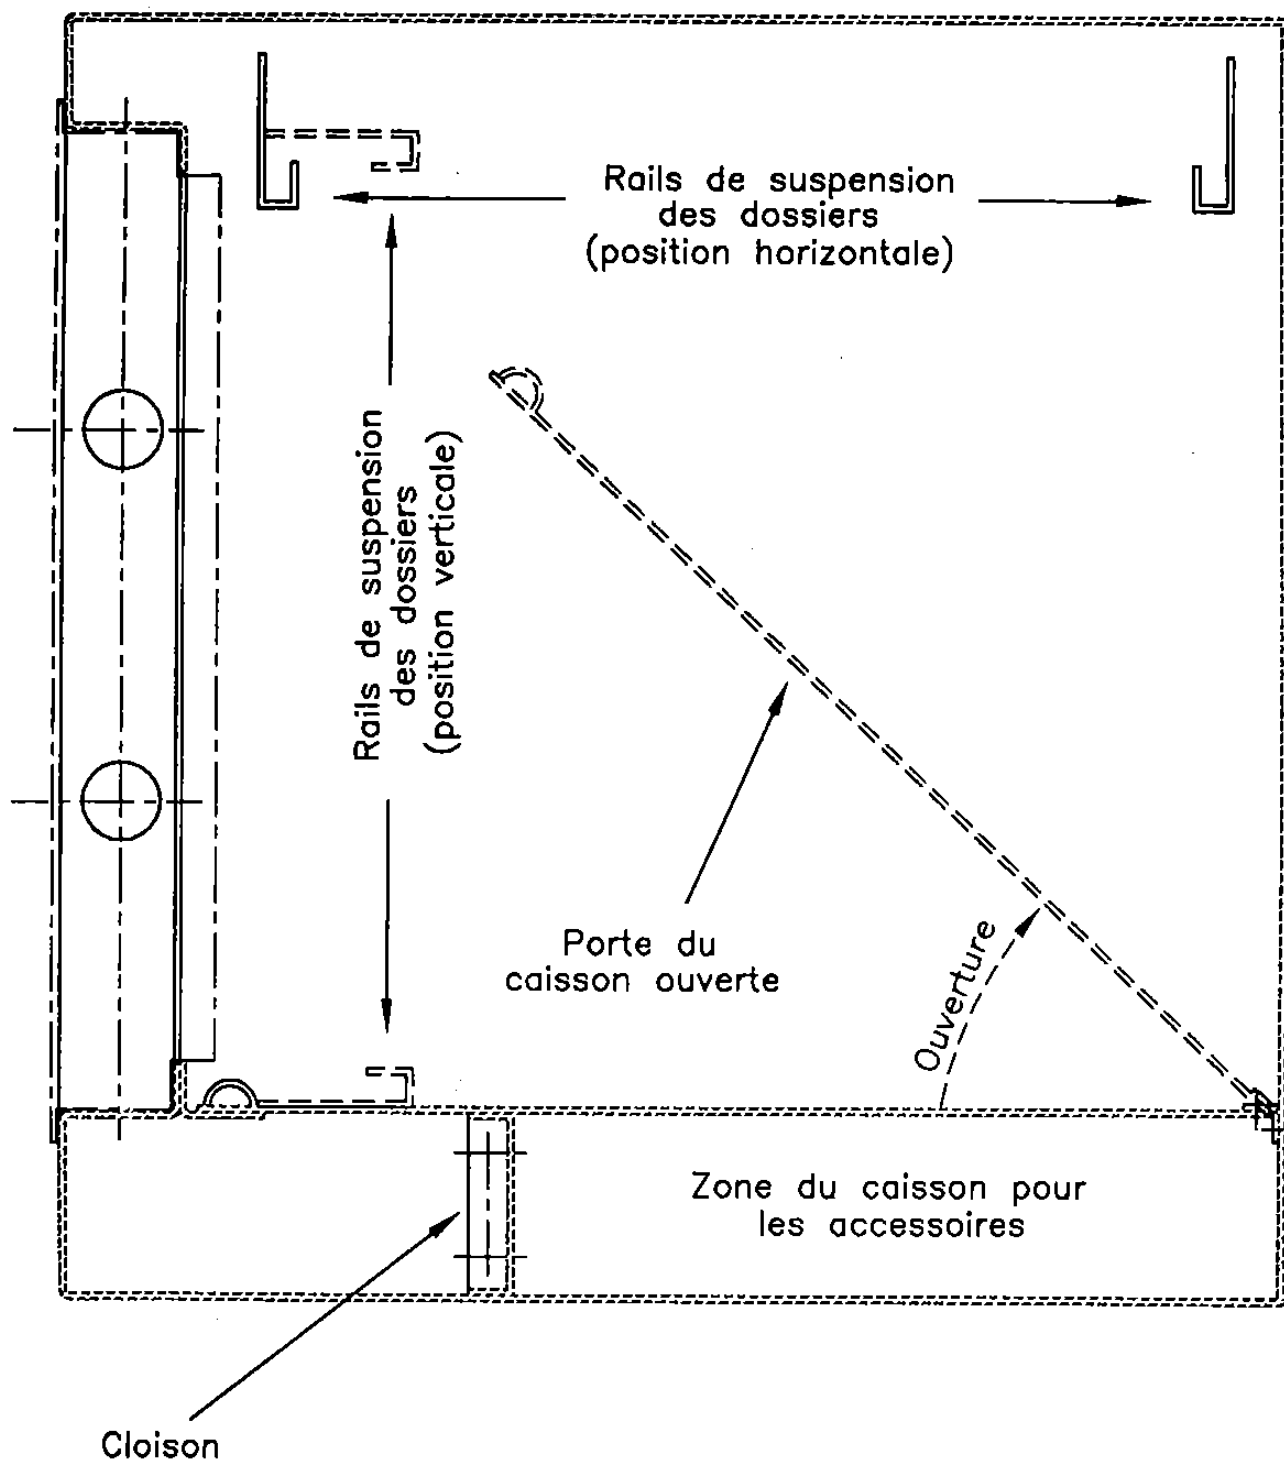 Rails de suspension
des dossiers
(position horizontale)
Rails de suspension
des dossiers
(position verticale)
Porte du
caisson ouverte
Ouverture
Zone du caisson pour
les accessoires
Cloison